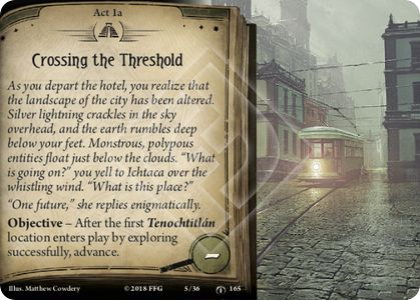 Act 1a
Crossing the Threshold
As you depart the hotel, you realize that
the landscape of the city has been altered.
Silver lightning crackles in the sky
overhead, and the earth rumbles deep
below your feet. Monstrous, polypous
entities float just below the clouds. “What
is going on?” you yell to Ichtaca over the
whistling wind. “What is this place?”
“One future,” she replies enigmatically.
Objective – After the first Tenochtitlán
location enters play by exploring
successfully, advance.
–
Illus. Matthew Cowdery
© 2018 FFG
5/36
165